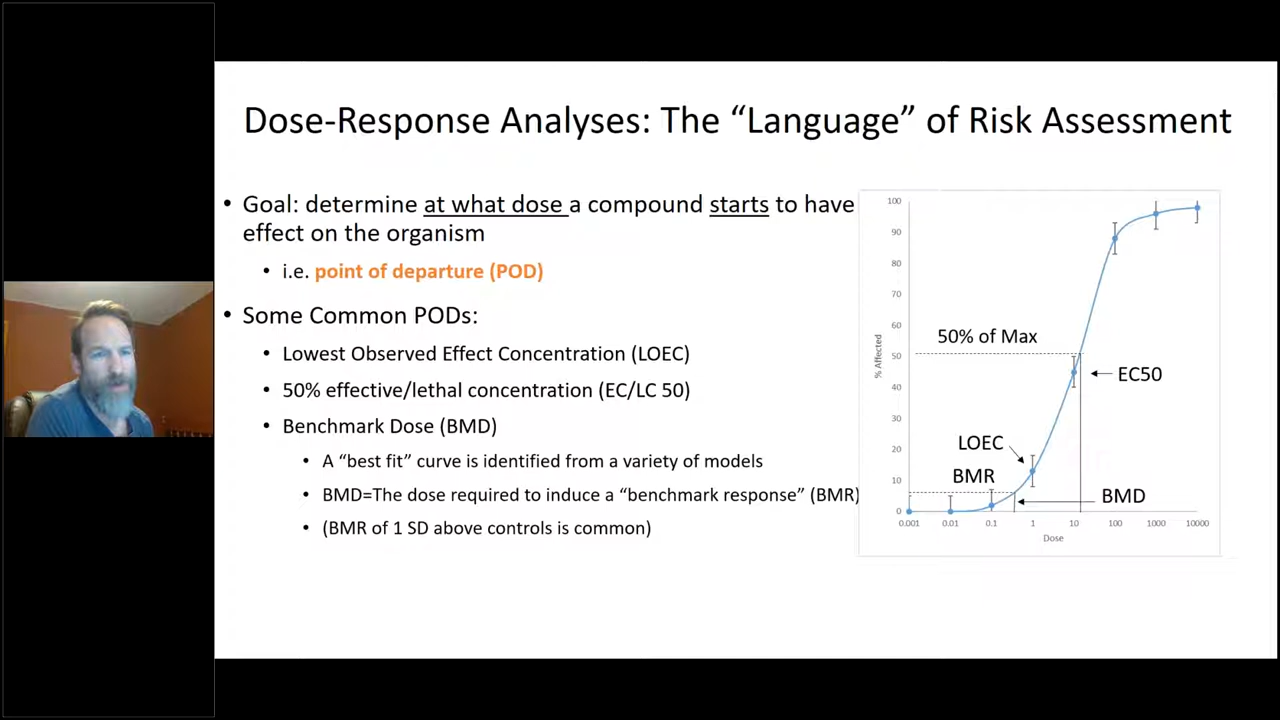 Dose-Response Analyses: The “Language” of Risk Assessment
• Goal: determine at what dose a compound starts to have
effect on the organism
• i.e. point of departure (POD)
• Some Common PODs:
• Lowest Observed Effect Concentration (LOEC)
• 50% effective/lethal concentration (EC/LC 50)
• Benchmark Dose (BMD)
• A “best fit” curve is identified from a variety of models
• BMD=The dose required to induce a “benchmark response” (BMR)
• (BMR of 1 SD above controls is common)
100
90
80
70
60
50
40
30
20
10
0
% Affected
50% of Max
EC50
LOEC
BMR
BMD
0.001 0.01 0.1 1 10 100 1000 10000
Dose